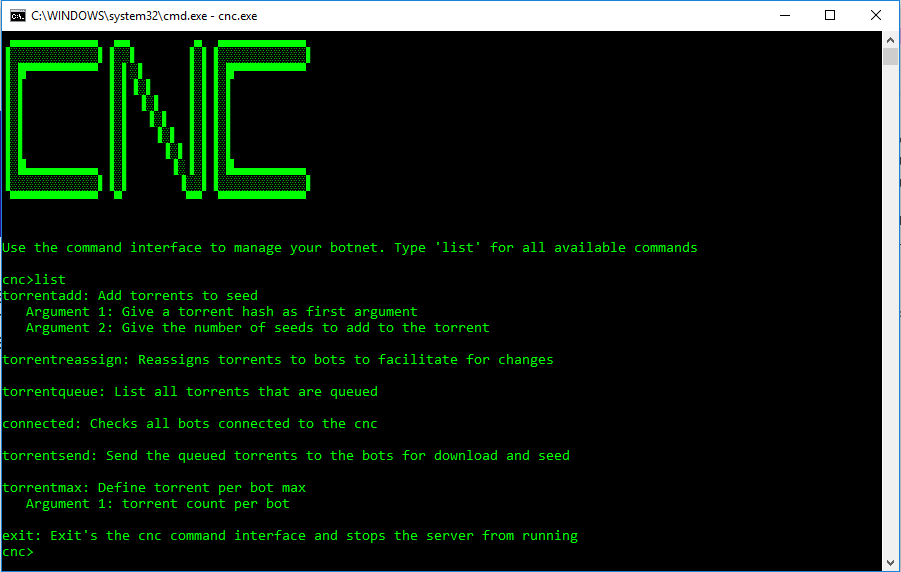 C:\WINDOWS\system32\cmd.exe - cnc.exe
CNC
Use the command interface to manage your botnet. Type 'list' for all available commands
cnc>list
torrentadd: Add torrents to seed
Argument 1: Give a torrent hash as first argument
Argument 2: Give the number of seeds to add to the torrent
torrentreassign: Reassigns torrents to bots to facilitate for changes
torrentqueue: List all torrents that are queued
connected: Checks all bots connected to the cnc
torrentsend: Send the queued torrents to the bots for download and seed
torrentmax: Define torrent per bot max
Argument 1: torrent count per bot
exit: Exit's the cnc command interface and stops the server from running
cnc>